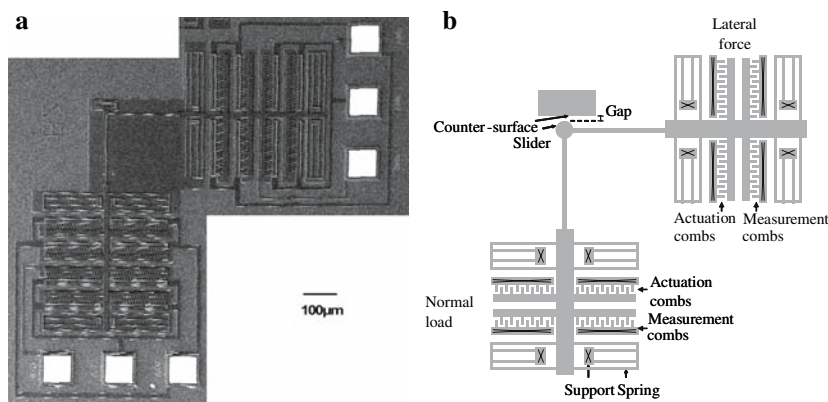 a
100μm
b
Lateral
force
Gap
Counter-surface
Slider
Actuation
combs
Measurement
combs
Normal
load
Actuation
combs
Measurement
combs
Support Spring